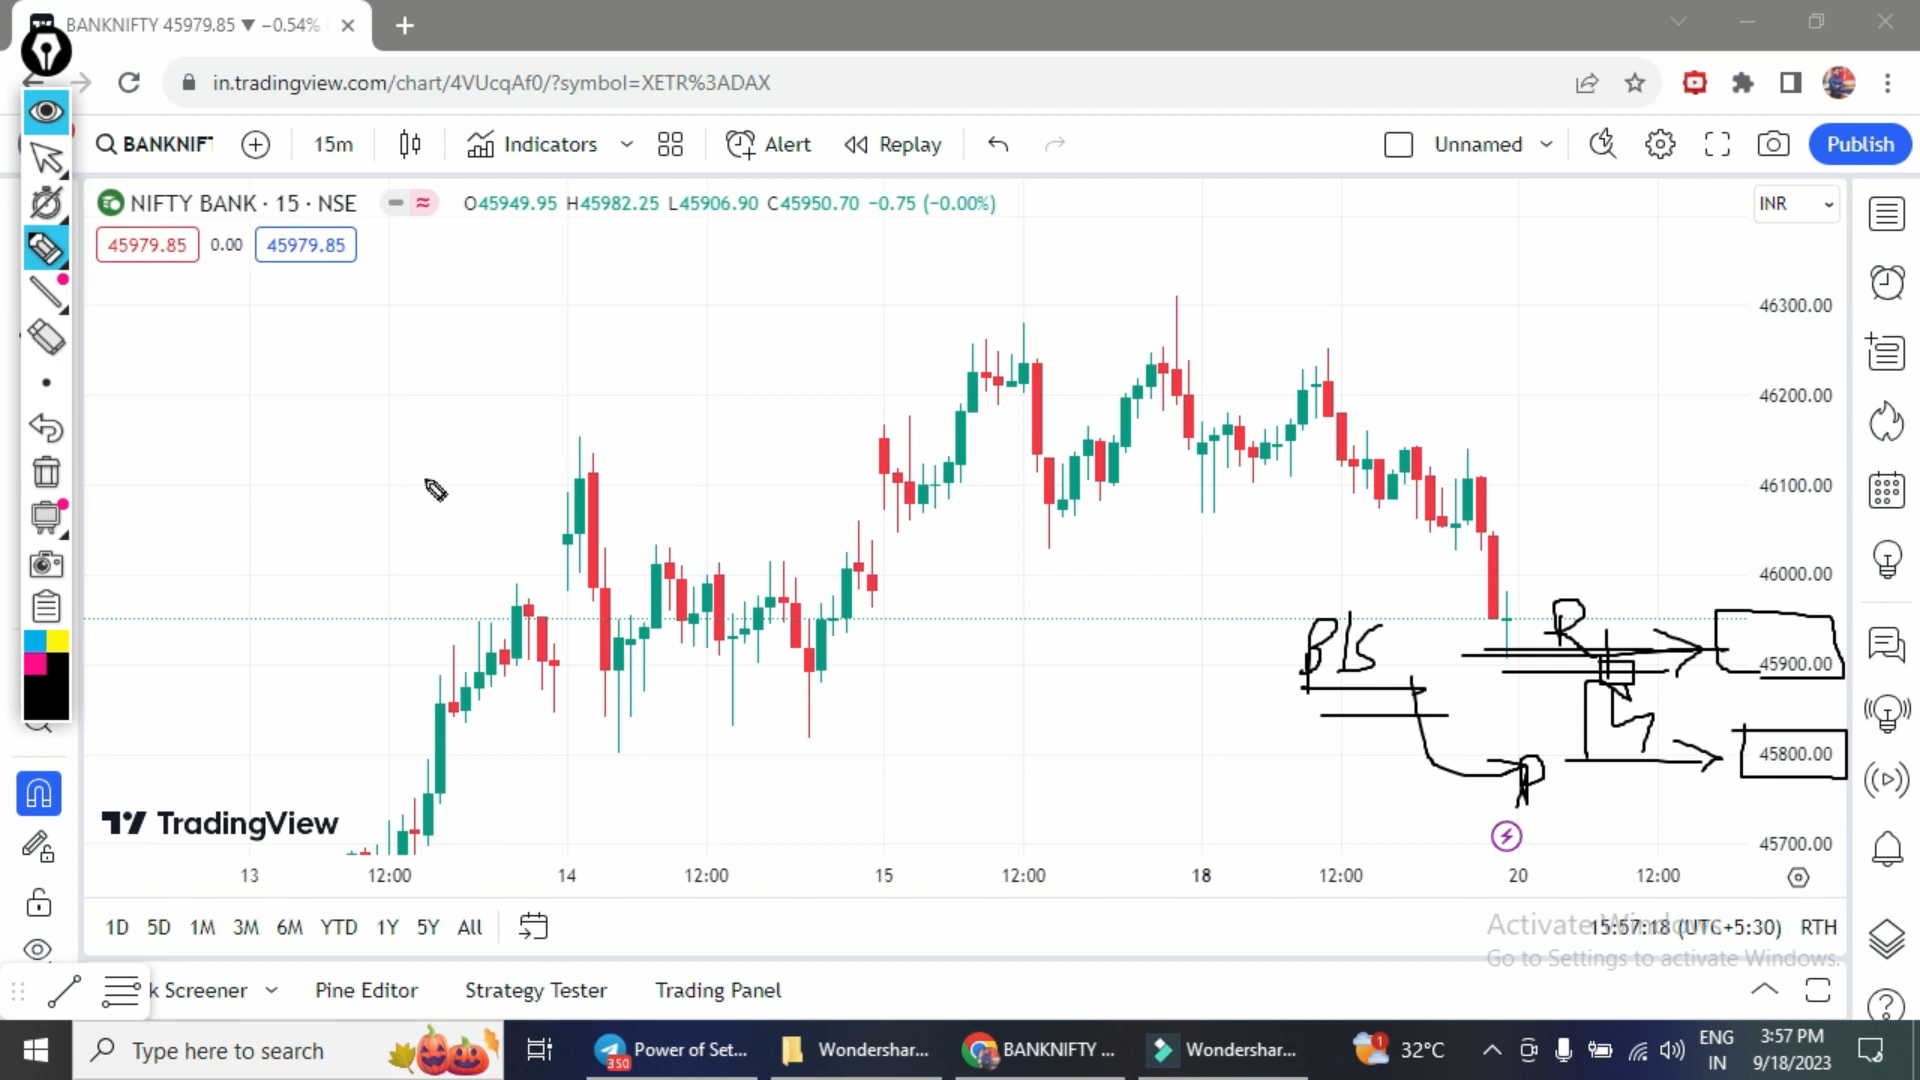 BANKNIFTY 45979.85 ▼ −0.54%
in.tradingview.com/chart/4VUcqAf0/?symbol=XETR%3ADAX
BANKNIF
15m
Indicators
Alert
Replay
Unnamed
Publish
NIFTY BANK · 15 · NSE
O45949.95 H45982.25 L45906.90 C45950.70 −0.75 (−0.00%)
INR
45979.85 0.00 45979.85
46300.00
46200.00
46100.00
46000.00
45900.00
45800.00
45700.00
R
P
TradingView
13 12:00 14 12:00 15 12:00 18 12:00 20 12:00
1D 5D 1M 3M 6M YTD 1Y 5Y All
15:57:18 (UTC+5:30) RTH
Activate Windows
Go to Settings to activate Windows.
k Screener Pine Editor Strategy Tester Trading Panel
Type here to search
350
Power of Set...
Wondershar...
BANKNIFTY ...
Wondershar...
1
32°C
ENG
IN
3:57 PM
9/18/2023